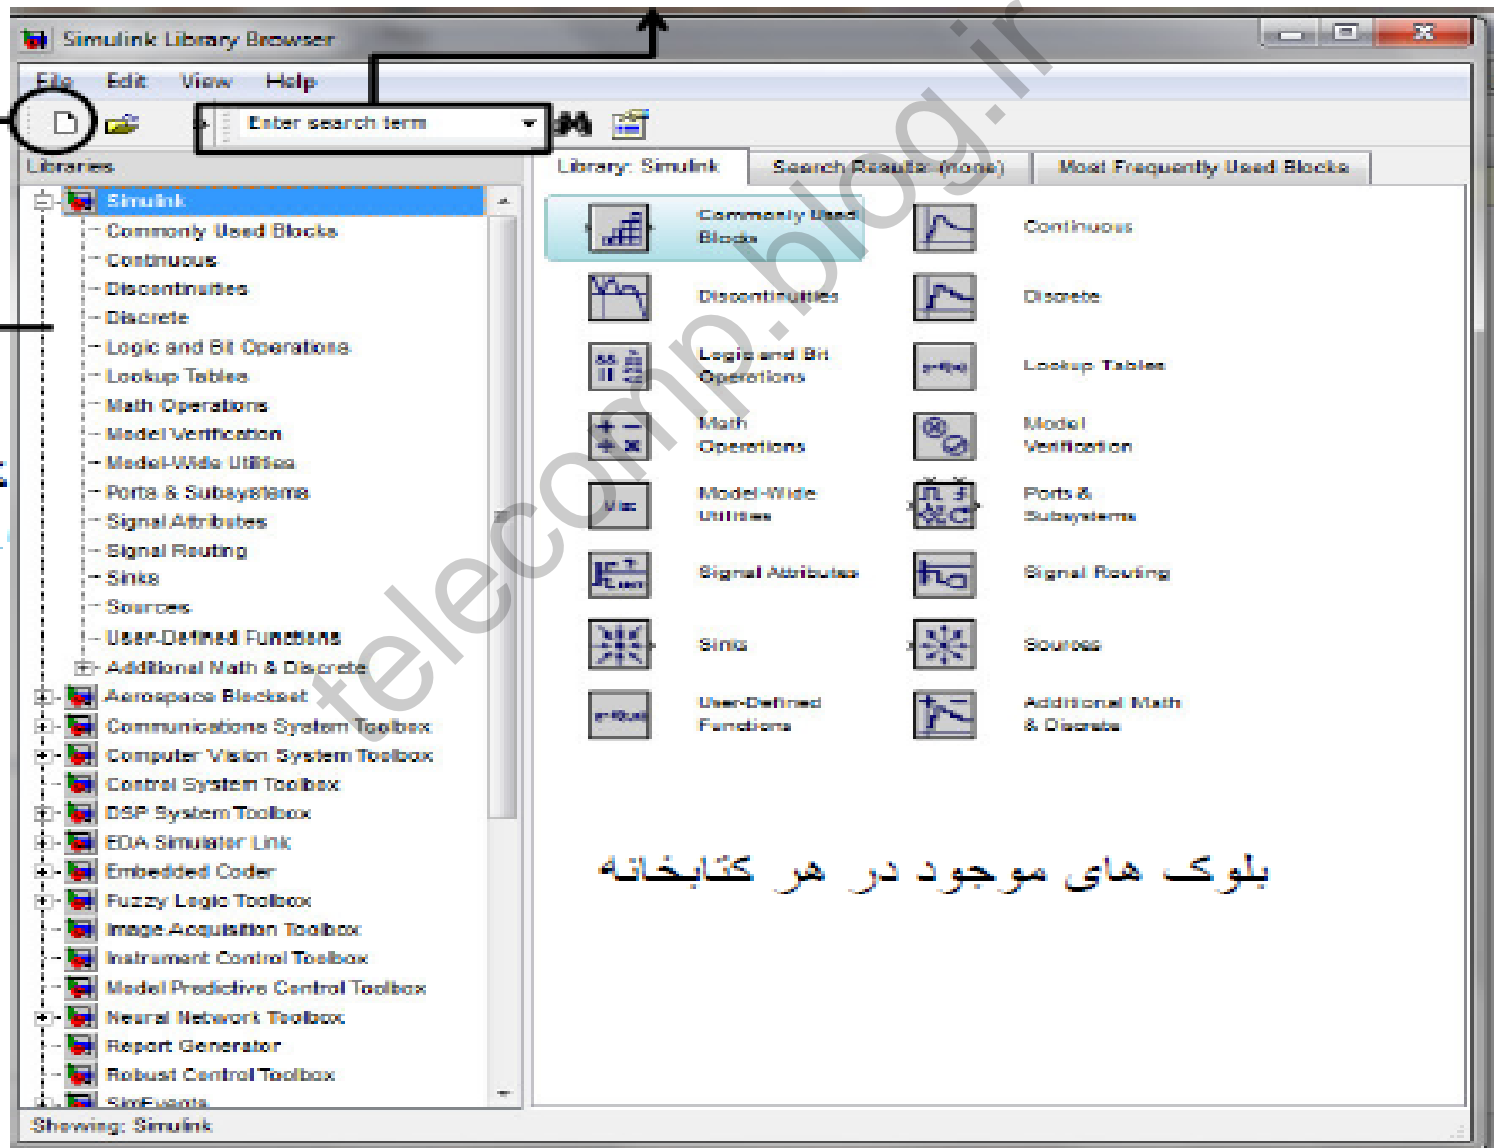 Simulink Library Browser
File Edit View Help
Enter search term
Libraries
Library: Simulink
Search Results: (none)
Most Frequently Used Blocks
Simulink
Commonly Used Blocks
Continuous
Discontinuities
Discrete
Logic and Bit Operations
Lookup Tables
Math Operations
Model Verification
Model-Wide Utilities
Ports & Subsystems
Signal Attributes
Signal Routing
Sinks
Sources
User-Defined Functions
Additional Math & Discrete
Aerospace Blockset
Communications System Toolbox
Computer Vision System Toolbox
Control System Toolbox
DSP System Toolbox
EDA Simulator Link
Embedded Coder
Fuzzy Logic Toolbox
Image Acquisition Toolbox
Instrument Control Toolbox
Model Predictive Control Toolbox
Neural Network Toolbox
Report Generator
Robust Control Toolbox
SimEvents
Commonly Used
Blocks
Continuous
Discontinuities
Discrete
Logic and Bit
Operations
Lookup Tables
Math
Operations
Model
Verification
Misc
Model-Wide
Utilities
Ports &
Subsystems
Signal Attributes
Signal Routing
Sinks
Sources
User-Defined
Functions
Additional Math
& Discrete
بلوک های موجود در هر کتابخانه
Showing: Simulink
telecomp.blog.ir